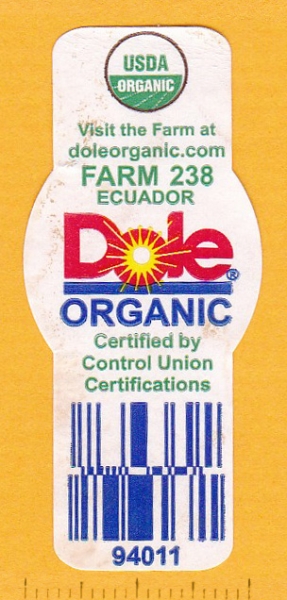 USDA
ORGANIC
Visit the Farm at
doleorganic.com
FARM 238
ECUADOR
Dole®
ORGANIC
Certified by
Control Union
Certifications
94011